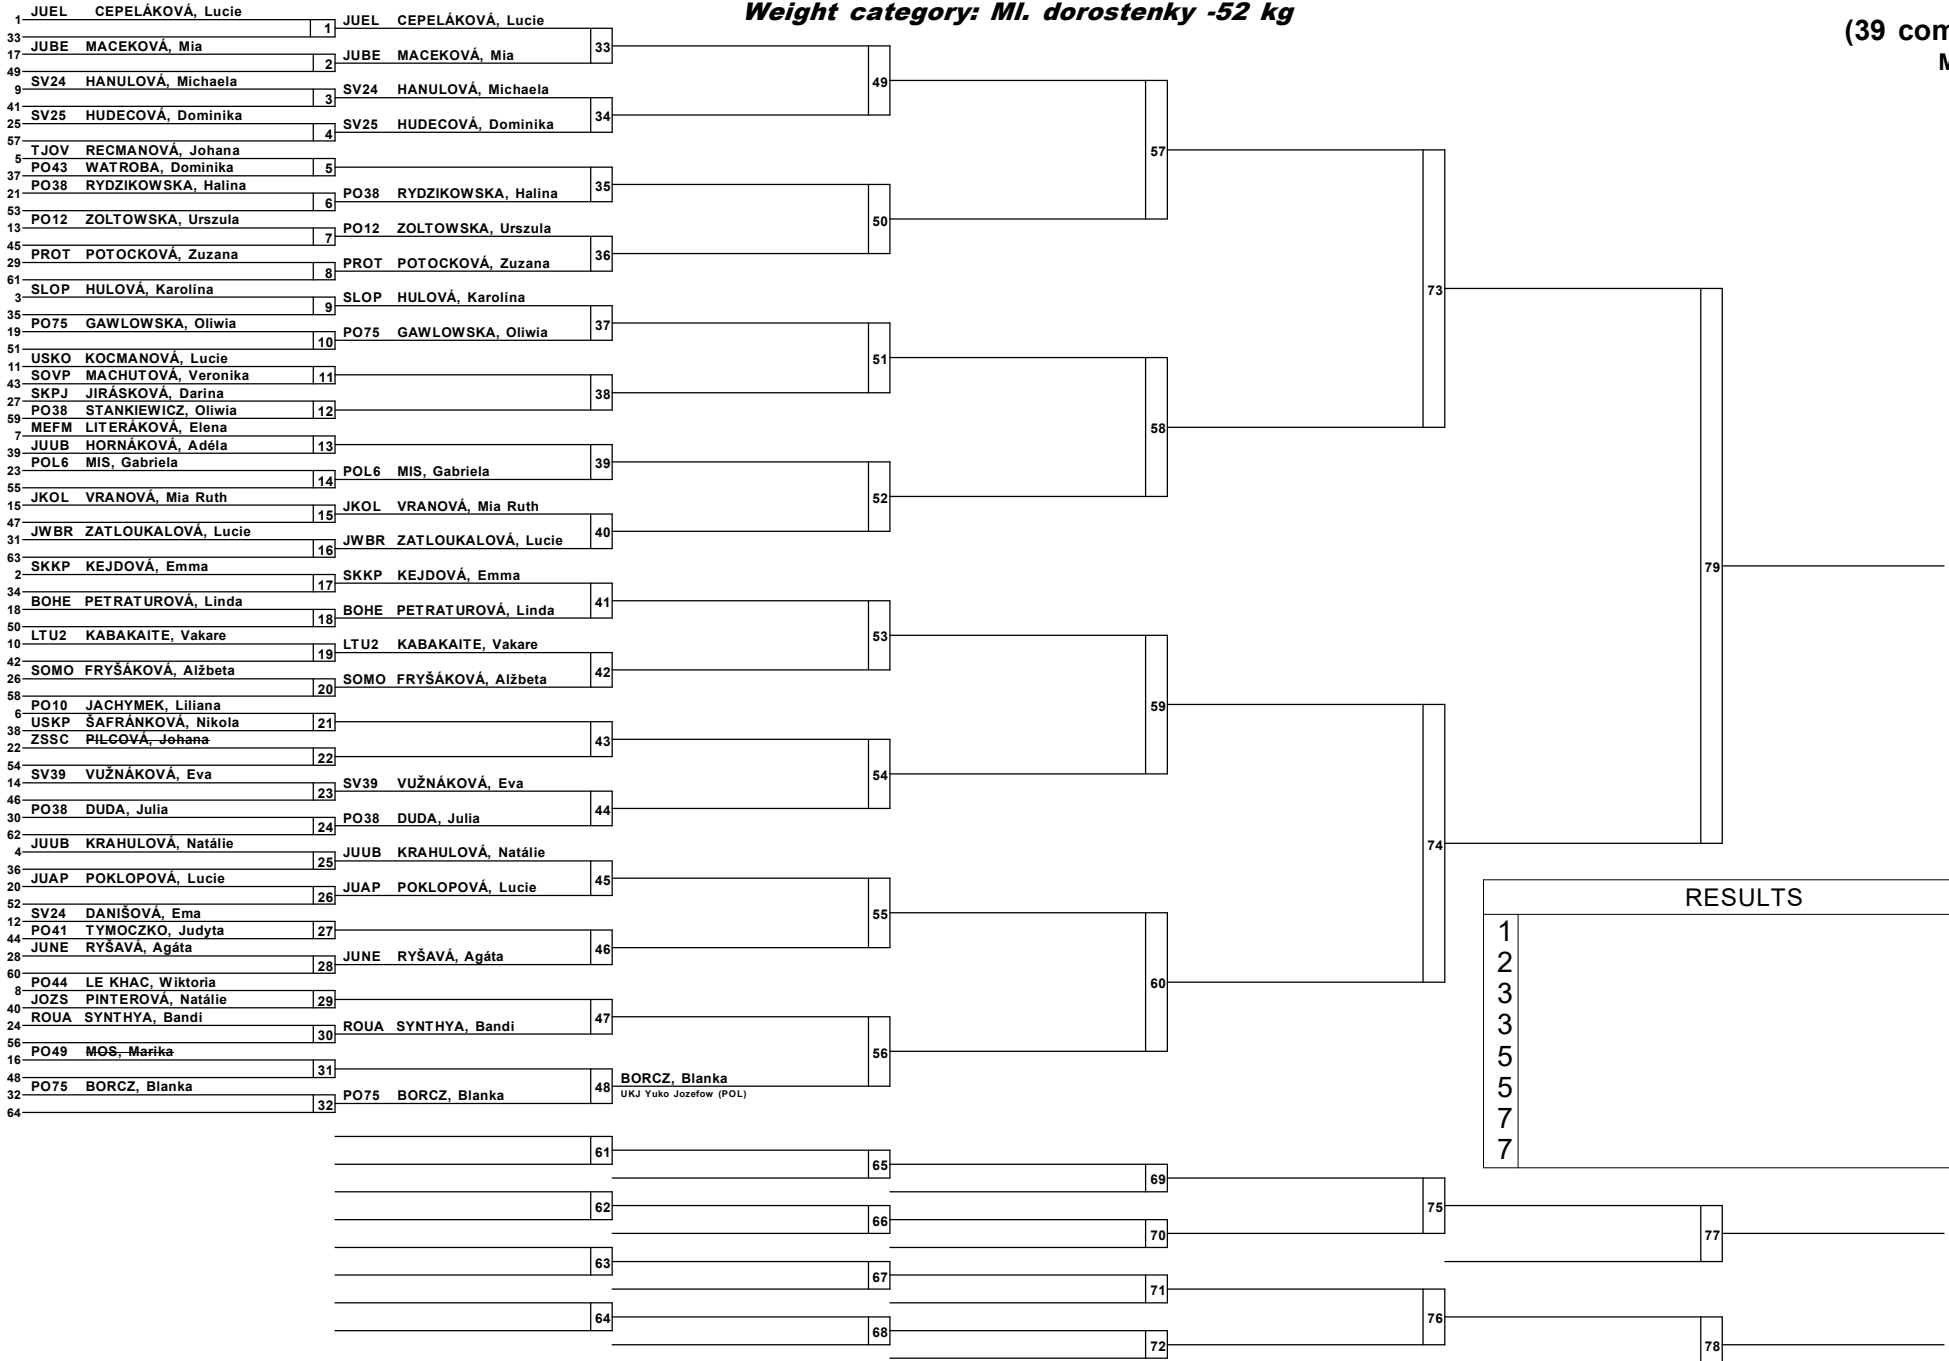 Weight category: Ml. dorostenky -52 kg
(39 com
M
1 JUEL CEPELÁKOVÁ, Lucie
33
1
17 JUBE MACEKOVÁ, Mia
49
2
9 SV24 HANULOVÁ, Michaela
41
3
25 SV25 HUDECOVÁ, Dominika
57
4
5 TJOV RECMANOVÁ, Johana
37 PO43 WATROBA, Dominika
5
21 PO38 RYDZIKOWSKA, Halina
53
6
13 PO12 ZOLTOWSKA, Urszula
45
7
29 PROT POTOCKOVÁ, Zuzana
61
8
3 SLOP HULOVÁ, Karolína
35
9
19 PO75 GAWLOWSKA, Oliwia
51
10
11 USKO KOCMANOVÁ, Lucie
43 SOVP MACHUTOVÁ, Veronika
11
27 SKPJ JIRÁSKOVÁ, Darina
59 PO38 STANKIEWICZ, Oliwia
12
7 MEFM LITERÁKOVÁ, Elena
39 JUUB HORNÁKOVÁ, Adéla
13
23 POL6 MIS, Gabriela
55
14
15 JKOL VRANOVÁ, Mia Ruth
47
15
31 JWBR ZATLOUKALOVÁ, Lucie
63
16
2 SKKP KEJDOVÁ, Emma
34
17
18 BOHE PETRATUROVÁ, Linda
50
18
10 LTU2 KABAKAITE, Vakare
42
19
26 SOMO FRYŠÁKOVÁ, Alžbeta
58
20
6 PO10 JACHYMEK, Liliana
38 USKP ŠAFRÁNKOVÁ, Nikola
21
22 ZSSC PILCOVÁ, Johana
54
22
14 SV39 VUŽNÁKOVÁ, Eva
46
23
30 PO38 DUDA, Julia
62
24
4 JUUB KRAHULOVÁ, Natálie
36
25
20 JUAP POKLOPOVÁ, Lucie
52
26
12 SV24 DANIŠOVÁ, Ema
44 PO41 TYMOCZKO, Judyta
27
28 JUNE RYŠAVÁ, Agáta
60
28
8 PO44 LE KHAC, Wiktoria
40 JOZS PINTEROVÁ, Natálie
29
24 ROUA SYNTHYA, Bandi
56
30
16 PO49 MOS, Marika
48
31
32 PO75 BORCZ, Blanka
64
32
JUEL CEPELÁKOVÁ, Lucie
33
JUBE MACEKOVÁ, Mia
SV24 HANULOVÁ, Michaela
34
SV25 HUDECOVÁ, Dominika
35
PO38 RYDZIKOWSKA, Halina
PO12 ZOLTOWSKA, Urszula
36
PROT POTOCKOVÁ, Zuzana
SLOP HULOVÁ, Karolína
37
PO75 GAWLOWSKA, Oliwia
38
39
POL6 MIS, Gabriela
JKOL VRANOVÁ, Mia Ruth
40
JWBR ZATLOUKALOVÁ, Lucie
SKKP KEJDOVÁ, Emma
41
BOHE PETRATUROVÁ, Linda
LTU2 KABAKAITE, Vakare
42
SOMO FRYŠÁKOVÁ, Alžbeta
43
SV39 VUŽNÁKOVÁ, Eva
44
PO38 DUDA, Julia
JUUB KRAHULOVÁ, Natálie
45
JUAP POKLOPOVÁ, Lucie
46
JUNE RYŠAVÁ, Agáta
47
ROUA SYNTHYA, Bandi
48
PO75 BORCZ, Blanka
BORCZ, Blanka
UKJ Yuko Jozefow (POL)
49
50
51
52
53
54
55
56
57
58
59
60
73
74
79
RESULTS
1
2
3
3
5
5
7
7
61
62
63
64
65
66
67
68
69
70
71
72
75
76
77
78